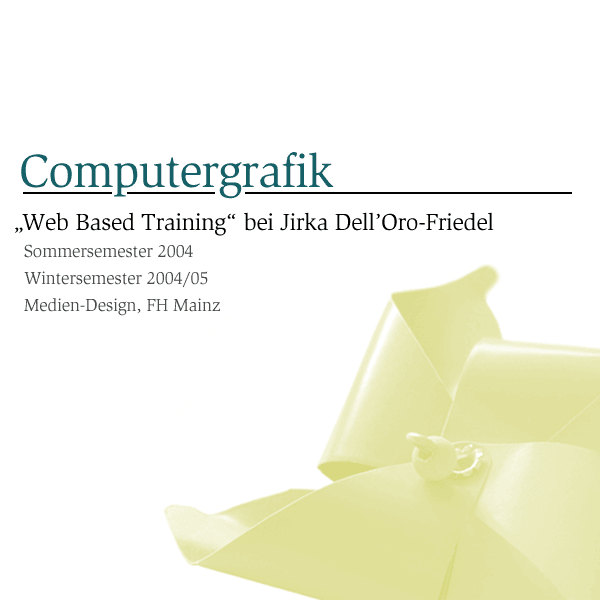 Computergrafik
„Web Based Training“ bei Jirka Dell’Oro-Friedel
Sommersemester 2004
Wintersemester 2004/05
Medien-Design, FH Mainz